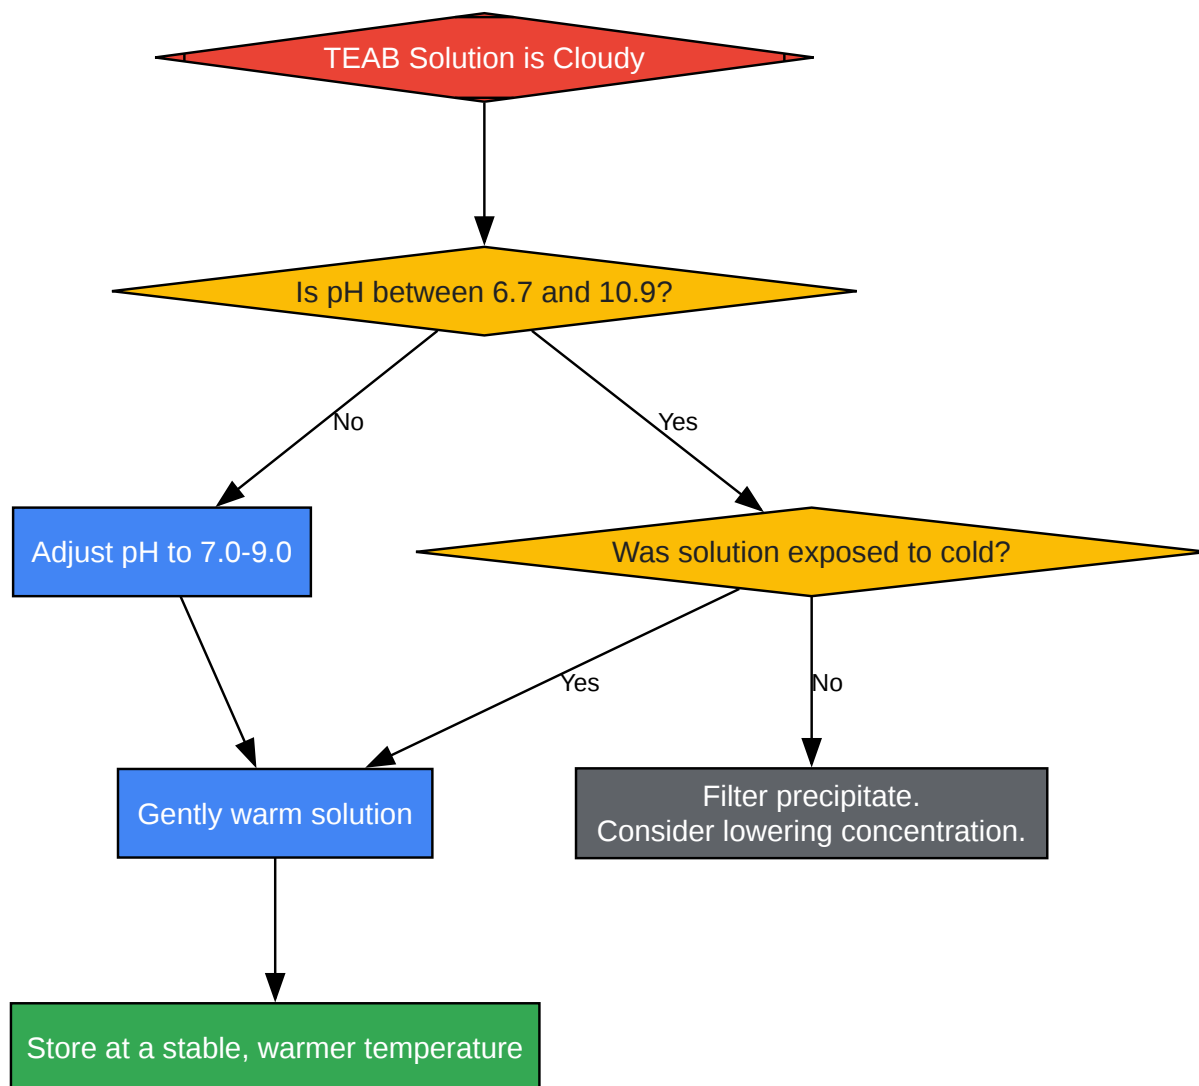 TEAB Solution is Cloudy
Is pH between 6.7 and 10.9?
No
Yes
Adjust pH to 7.0-9.0
Was solution exposed to cold?
Yes
No
Gently warm solution
Filter precipitate.
Consider lowering concentration.
Store at a stable, warmer temperature